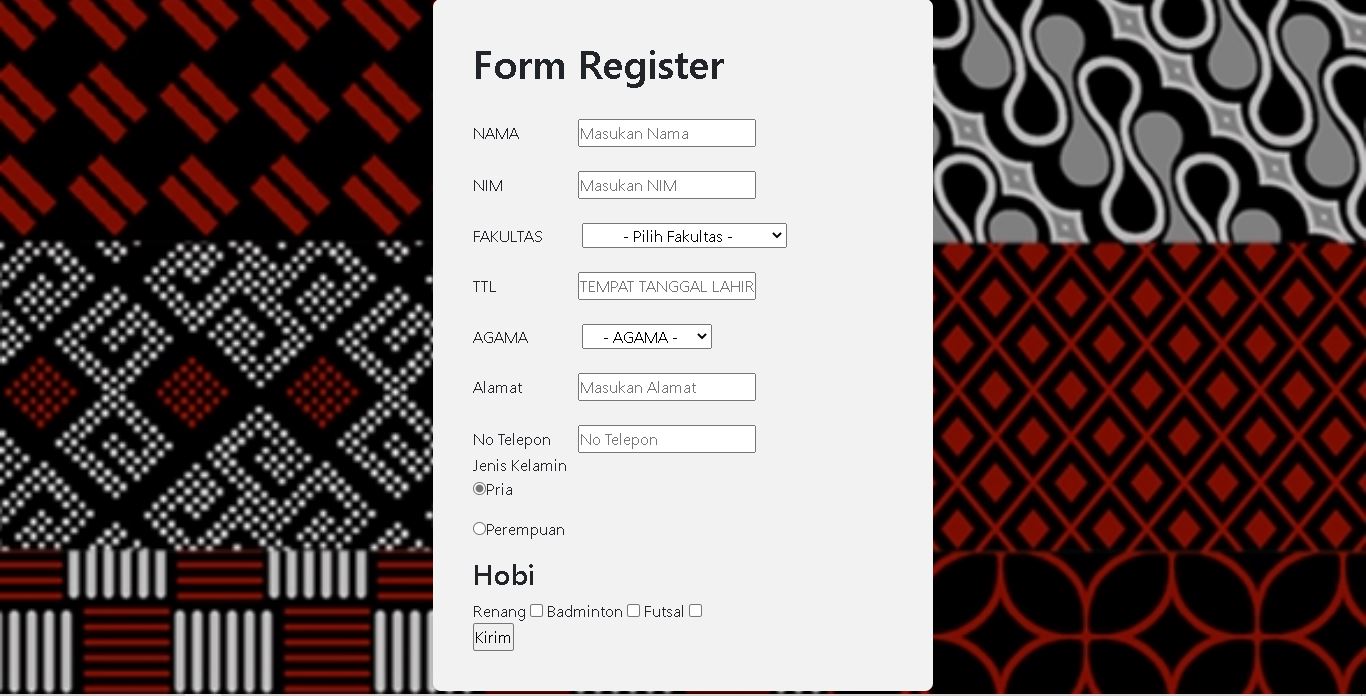 Form Register
NAMA Masukan Nama
NIM Masukan NIM
FAKULTAS - Pilih Fakultas -
TTL TEMPAT TANGGAL LAHIR
AGAMA - AGAMA -
Alamat Masukan Alamat
No Telepon No Telepon
Jenis Kelamin
Pria
Perempuan
Hobi
Renang Badminton Futsal
Kirim